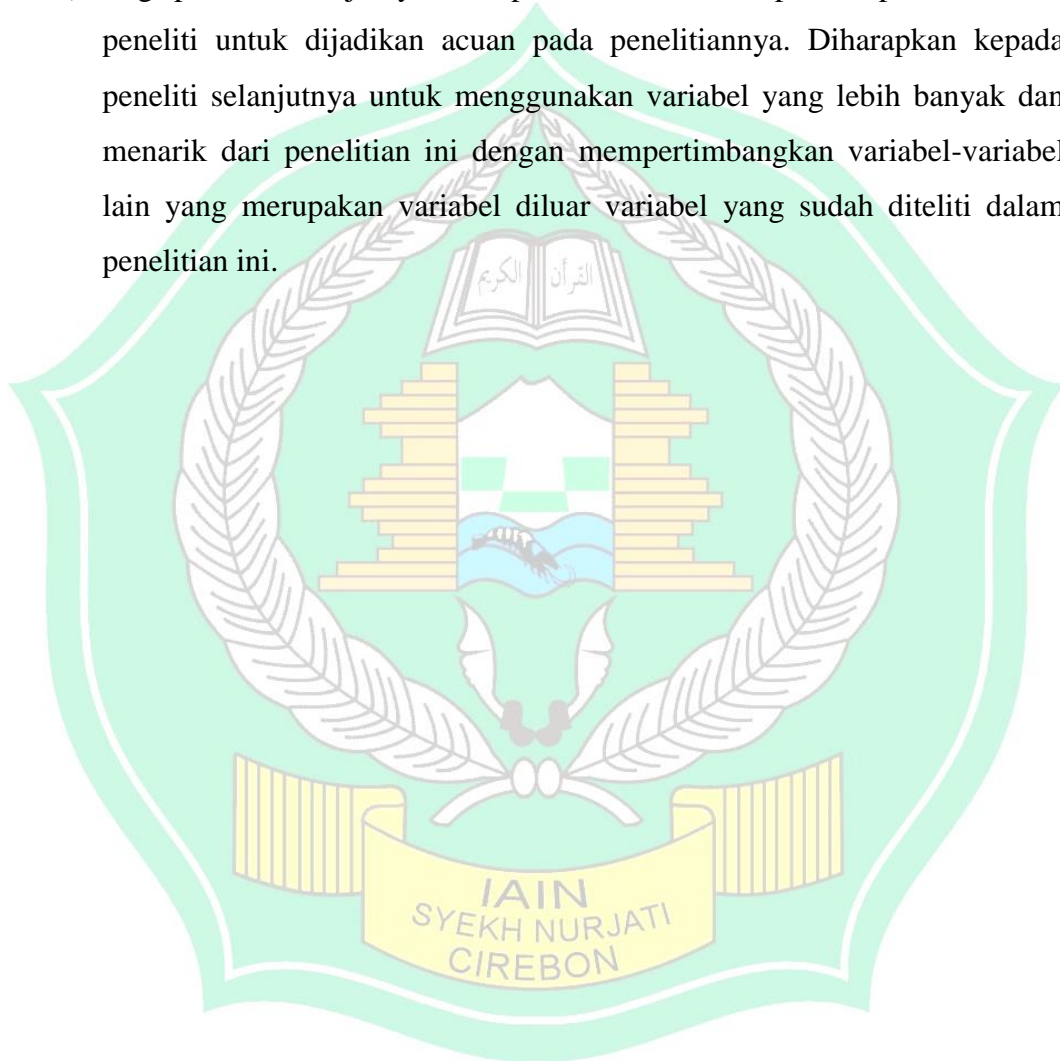 peneliti untuk dijadikan acuan pada penelitiannya. Diharapkan kepada
peneliti selanjutnya untuk menggunakan variabel yang lebih banyak dan
menarik dari penelitian ini dengan mempertimbangkan variabel-variabel
lain yang merupakan variabel diluar variabel yang sudah diteliti dalam
penelitian ini.
القرأن الكريم
IAIN
SYEKH NURJATI
CIREBON